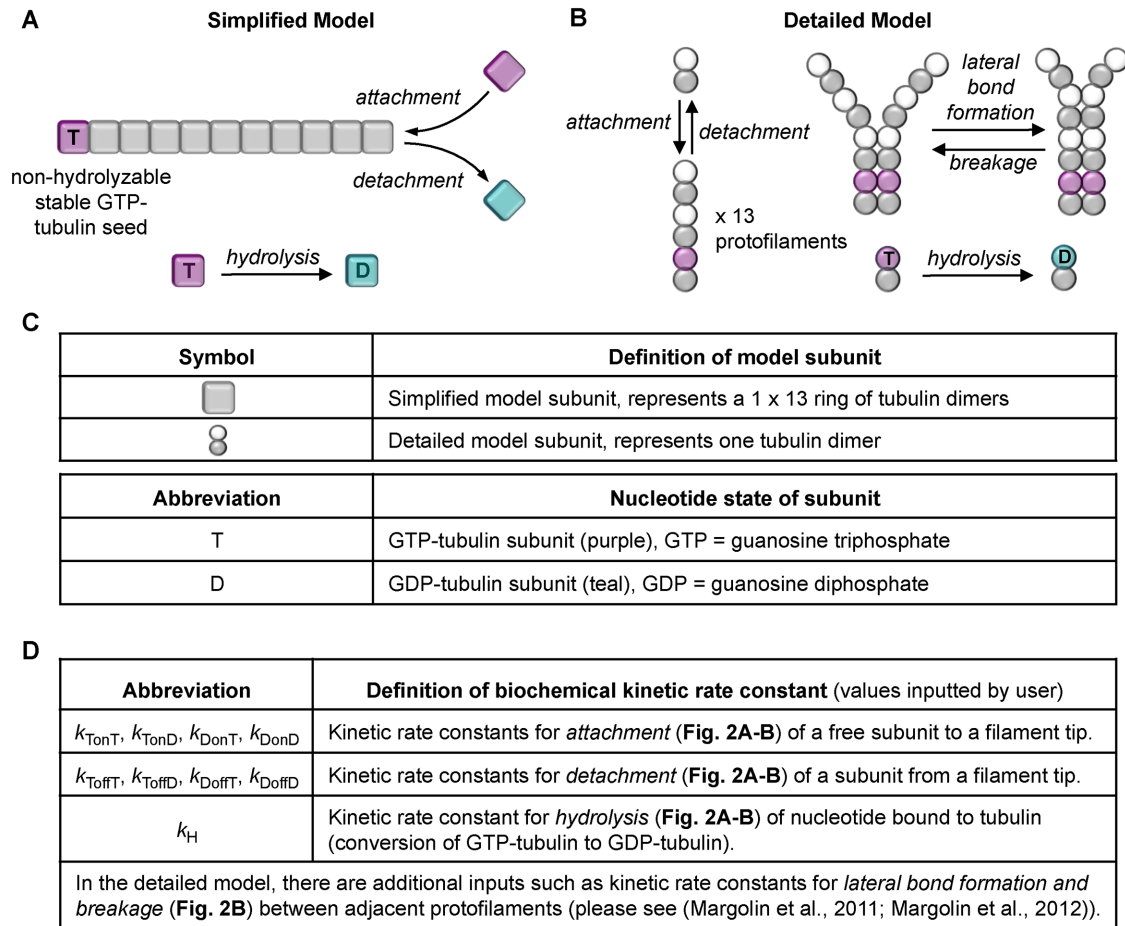 A
Simplified Model
attachment
T
detachment
non-hydrolyzable
stable GTP-
tubulin seed
hydrolysis
T
D
B
Detailed Model
attachment
detachment
x 13
protofilaments
lateral
bond
formation
breakage
T
hydrolysis
D
C
Symbol
Definition of model subunit
Simplified model subunit, represents a 1 x 13 ring of tubulin dimers
Detailed model subunit, represents one tubulin dimer
Abbreviation
Nucleotide state of subunit
T
GTP-tubulin subunit (purple), GTP = guanosine triphosphate
D
GDP-tubulin subunit (teal), GDP = guanosine diphosphate
D
Abbreviation
Definition of biochemical kinetic rate constant (values inputted by user)
kTonT, kTonD, kDonT, kDonD
Kinetic rate constants for attachment (Fig. 2A-B) of a free subunit to a filament tip.
kToffT, kToffD, kDoffT, kDoffD
Kinetic rate constants for detachment (Fig. 2A-B) of a subunit from a filament tip.
kH
Kinetic rate constant for hydrolysis (Fig. 2A-B) of nucleotide bound to tubulin
(conversion of GTP-tubulin to GDP-tubulin).
In the detailed model, there are additional inputs such as kinetic rate constants for lateral bond formation and
breakage (Fig. 2B) between adjacent protofilaments (please see (Margolin et al., 2011; Margolin et al., 2012)).